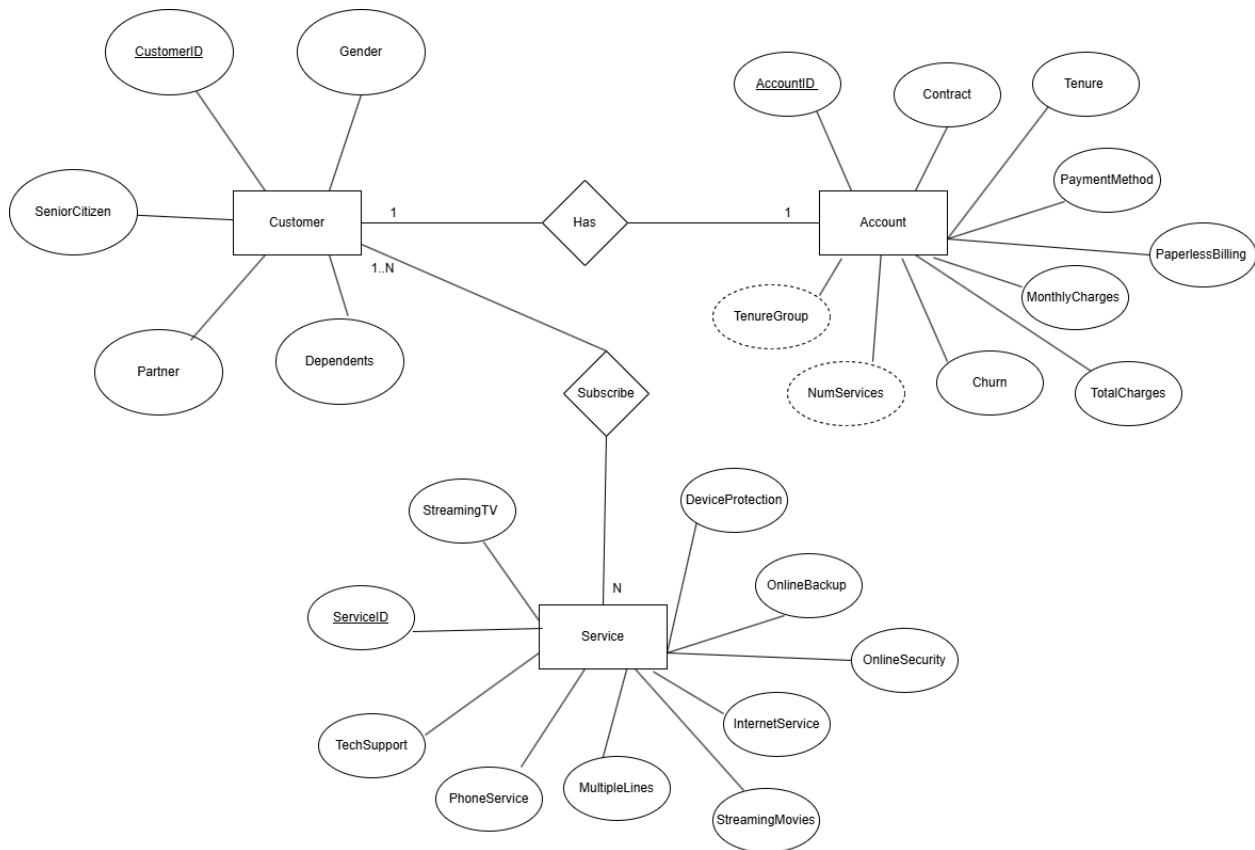 CustomerID
Gender
AccountID
Contract
Tenure
PaymentMethod
SeniorCitizen
Customer
1
Has
1
Account
PaperlessBilling
1..N
MonthlyCharges
TenureGroup
Partner
Dependents
Subscribe
NumServices
Churn
TotalCharges
StreamingTV
DeviceProtection
OnlineBackup
N
ServiceID
Service
OnlineSecurity
TechSupport
InternetService
PhoneService
MultipleLines
StreamingMovies